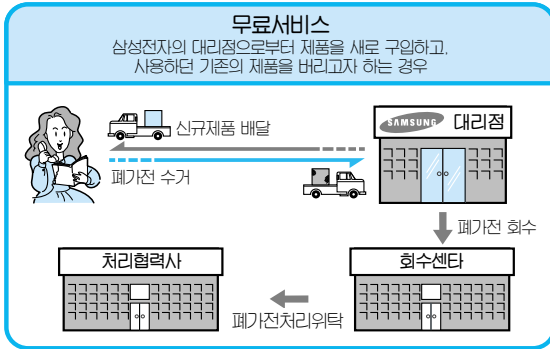 무료서비스
삼성전자의 대리점으로부터 제품을 새로 구입하고,
사용하던 기존의 제품을 버리고자 하는 경우
신규제품 배달
SAMSUNG 대리점
폐가전 수거
폐가전 회수
처리협력사
회수센타
폐가전처리위탁